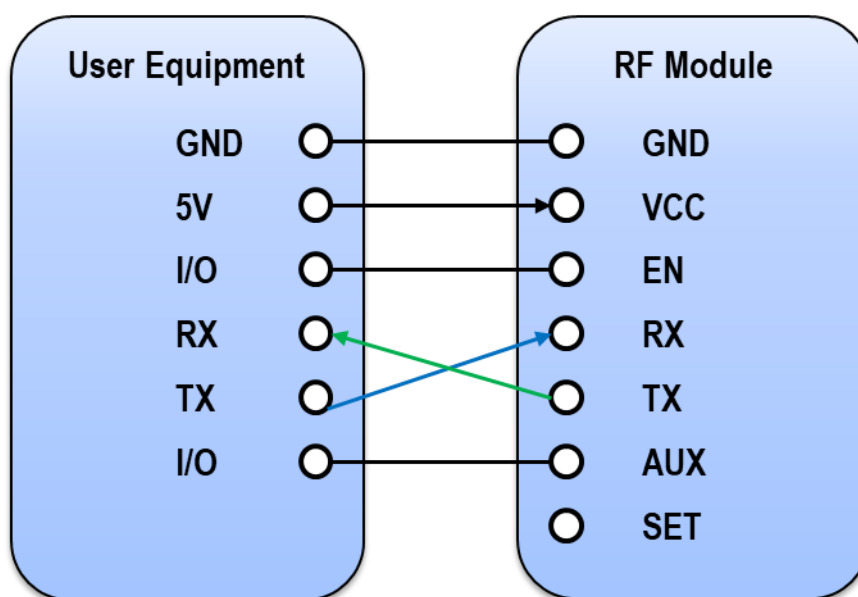 User Equipment RF Module
GND GND
5V VCC
I/O EN
RX RX
TX TX
I/O AUX
SET